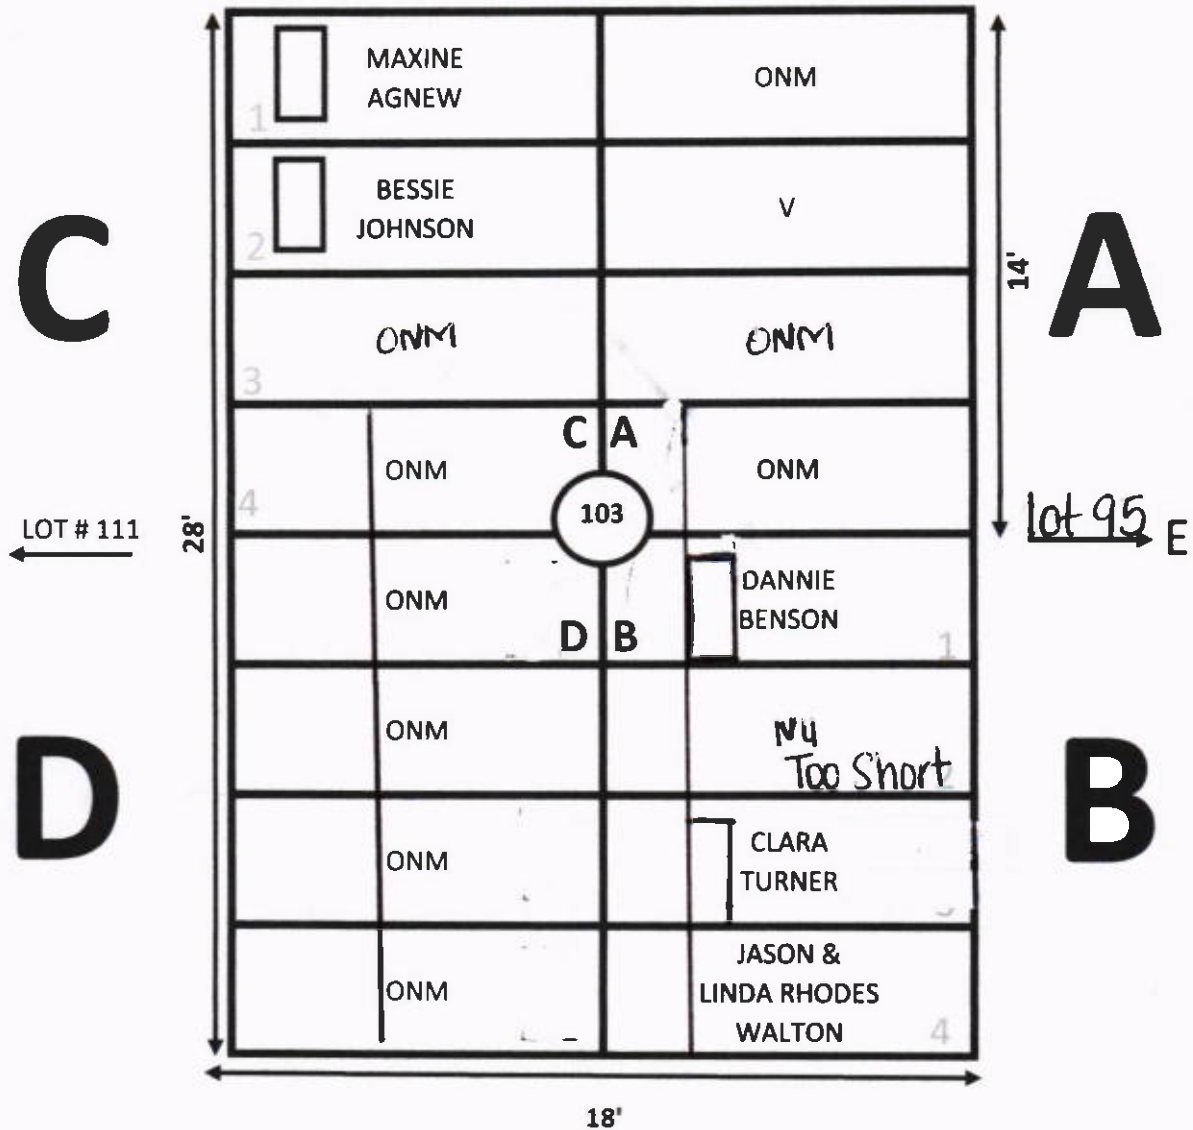 MAXINE
AGNEW
1
ONM
BESSIE
JOHNSON
2
V
C
A
14'
ONM
3
ONM
C A
ONM
4
ONM
103
LOT # 111
28'
lot 95
E
ONM
D B
DANNIE
BENSON
1
ONM
NU
Too Short
2
D
B
ONM
CLARA
TURNER
3
ONM
JASON &
LINDA RHODES
WALTON
4
18'